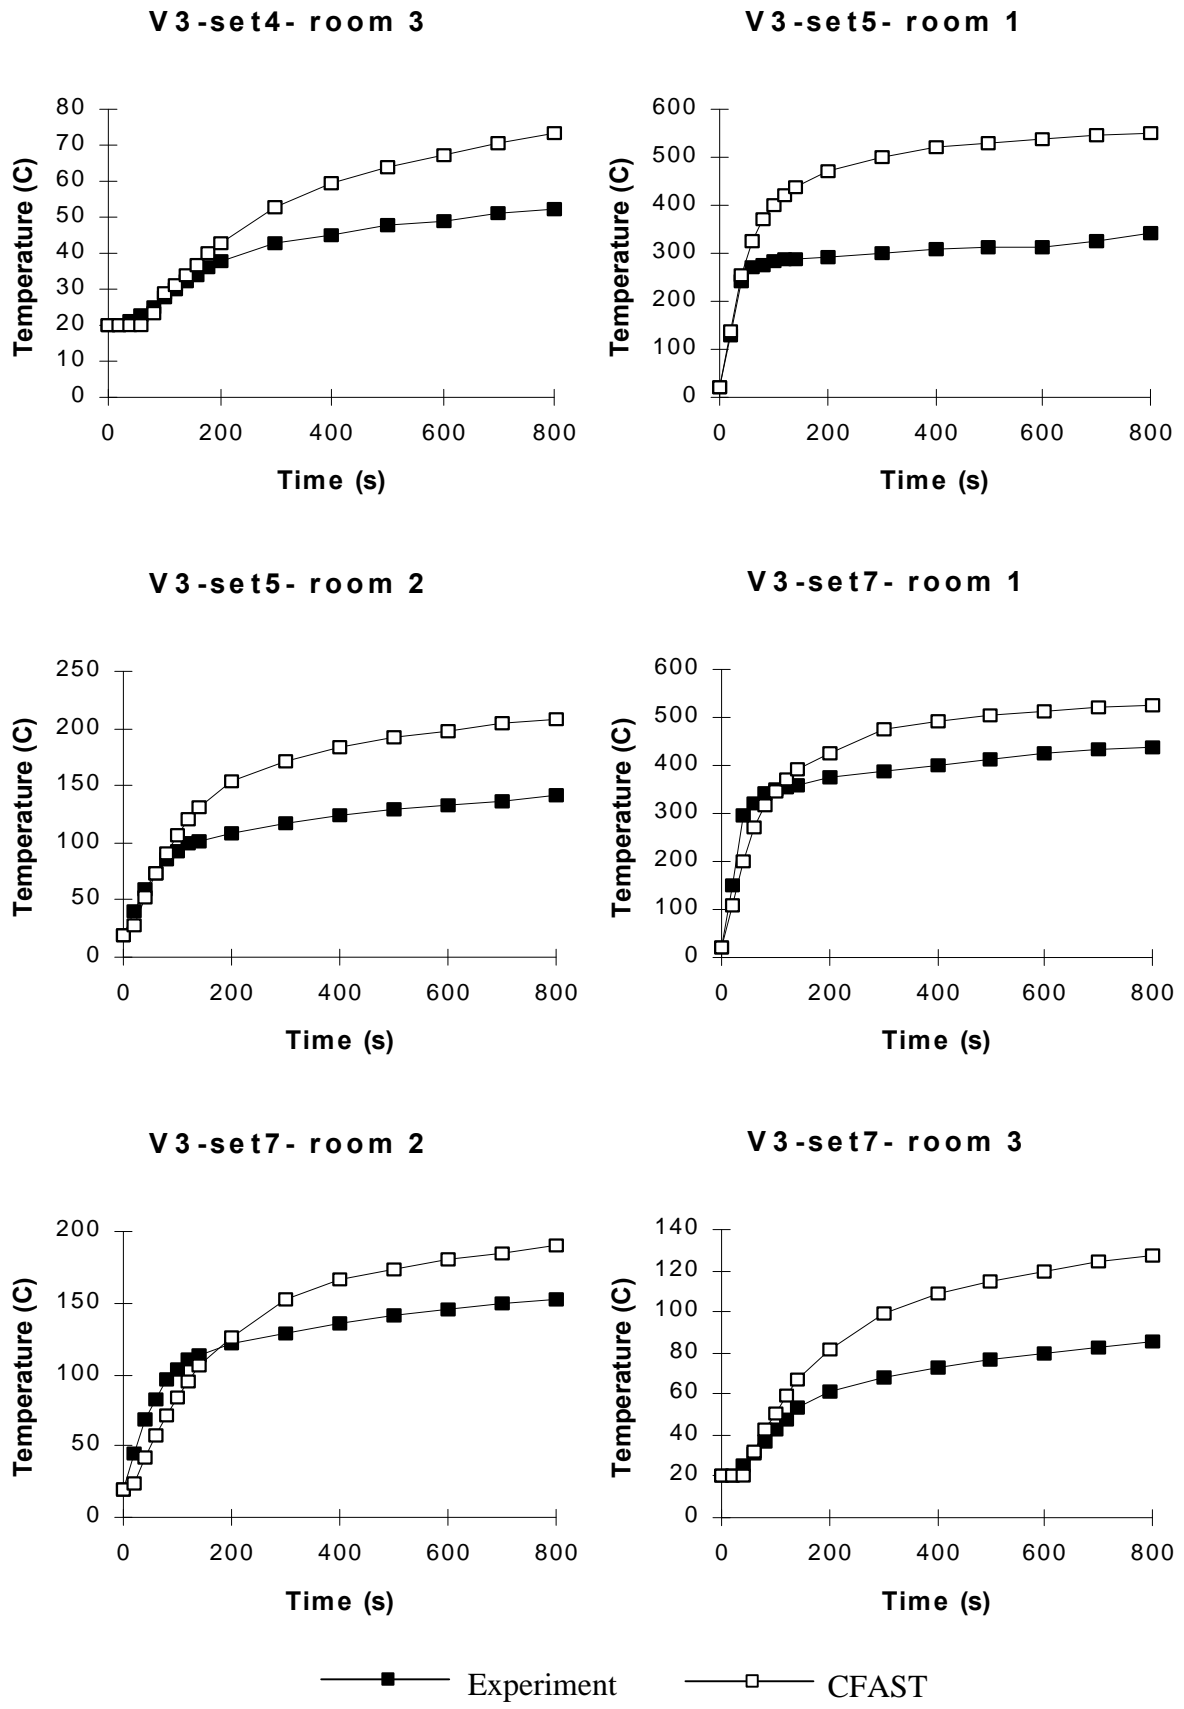 V3-set4- room 3
80
70
60
50
40
30
20
10
0
Temperature (C)
0 200 400 600 800
Time (s)
V3-set5- room 1
600
500
400
300
200
100
0
Temperature (C)
0 200 400 600 800
Time (s)
V3-set5- room 2
250
200
150
100
50
0
Temperature (C)
0 200 400 600 800
Time (s)
V3-set7- room 1
600
500
400
300
200
100
0
Temperature (C)
0 200 400 600 800
Time (s)
V3-set7- room 2
200
150
100
50
0
Temperature (C)
0 200 400 600 800
Time (s)
V3-set7- room 3
140
120
100
80
60
40
20
0
Temperature (C)
0 200 400 600 800
Time (s)
Experiment CFAST